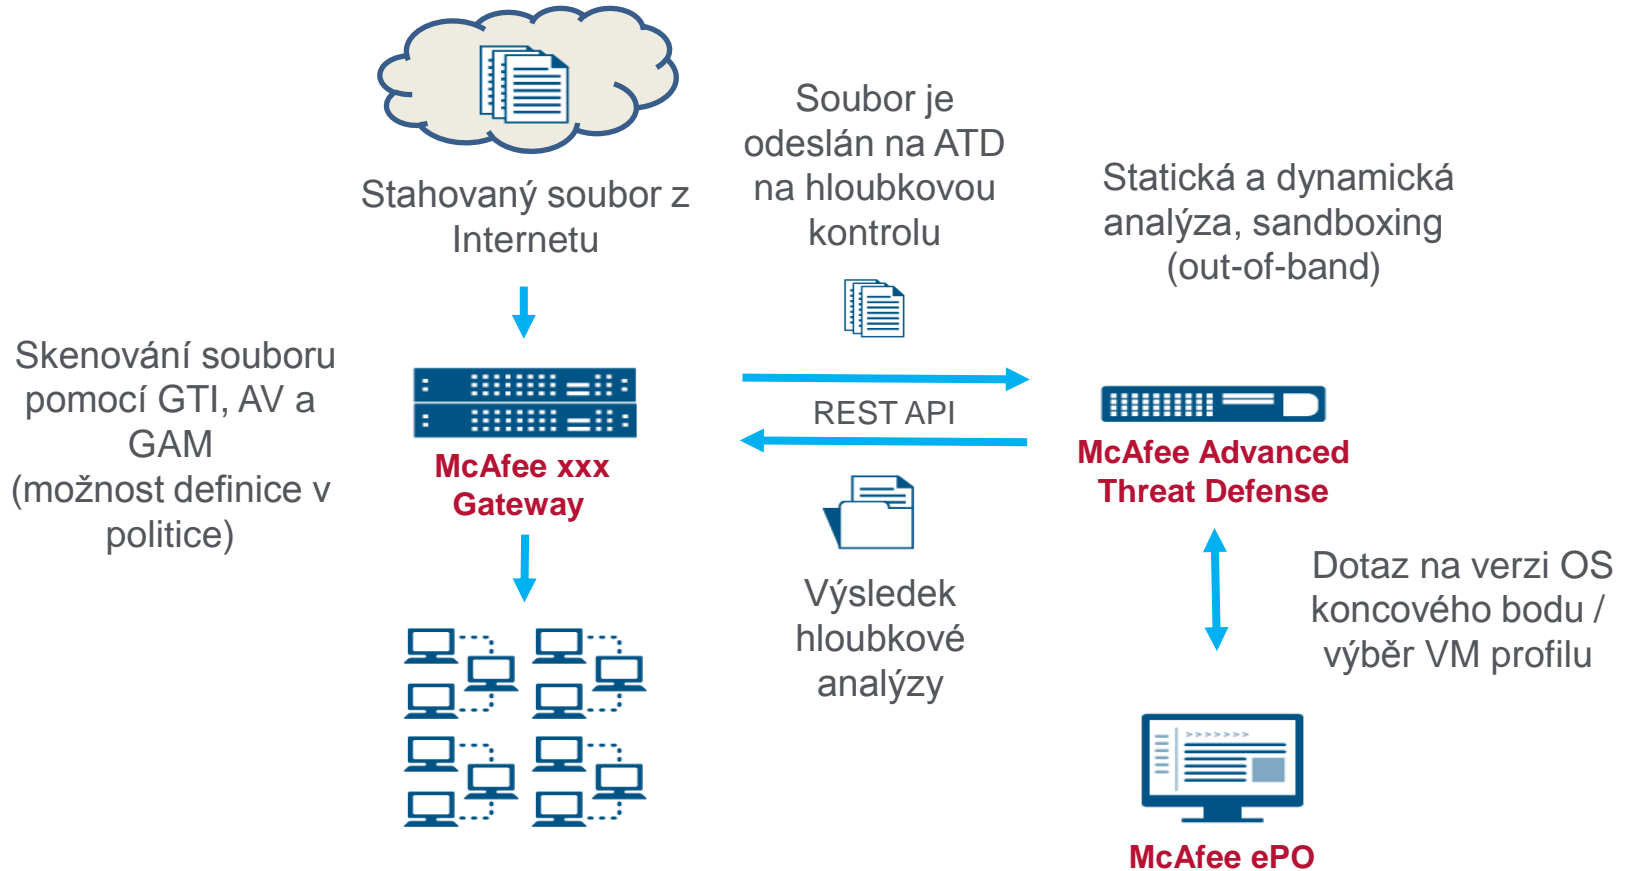 Stahovaný soubor z
Internetu
Soubor je
odeslán na ATD
na hloubkovou
kontrolu
Statická a dynamická
analýza, sandboxing
(out-of-band)
Skenování souboru
pomocí GTI, AV a
GAM
(možnost definice v
politice)
McAfee xxx
Gateway
REST API
McAfee Advanced
Threat Defense
Výsledek
hloubkové
analýzy
Dotaz na verzi OS
koncového bodu /
výběr VM profilu
>>>>>>>
McAfee ePO